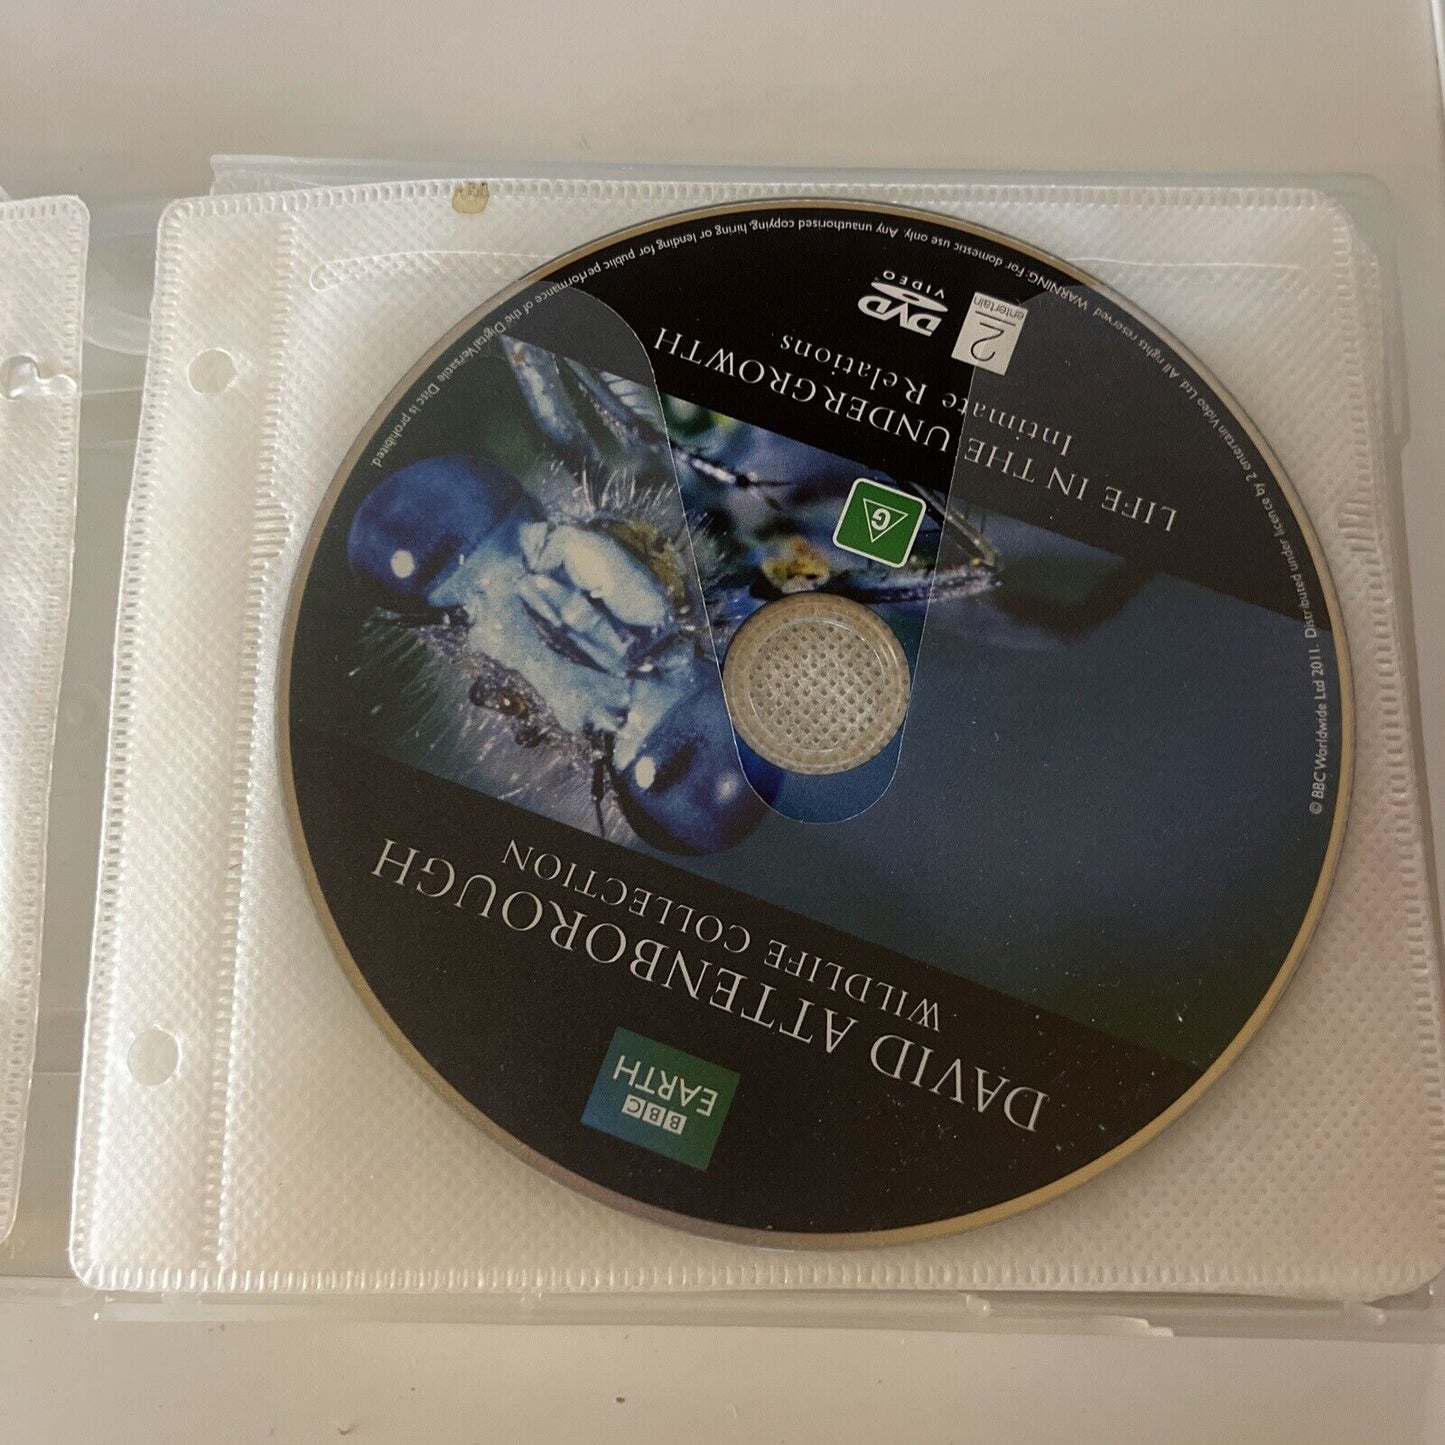 BBC
EARTH
DAVID ATTENBOROUGH
WILDLIFE COLLECTION
G
LIFE IN THE UNDERGROWTH
Intimate Relations
2
entertain
DVD
VIDEO
© BBC Worldwide Ltd 2011. Distributed under licence by 2 entertain Video Ltd. All rights reserved. WARNING: For domestic use only. Any unauthorised copying, hiring or lending for public performance of the Digital Versatile Disc is prohibited.